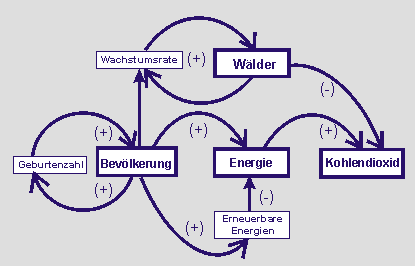 Wachstumsrate (+) Wälder
(-)
(+) (+) (+)
Geburtenzahl Bevölkerung Energie Kohlendioxid
(+)
(-)
(+) Erneuerbare
Energien